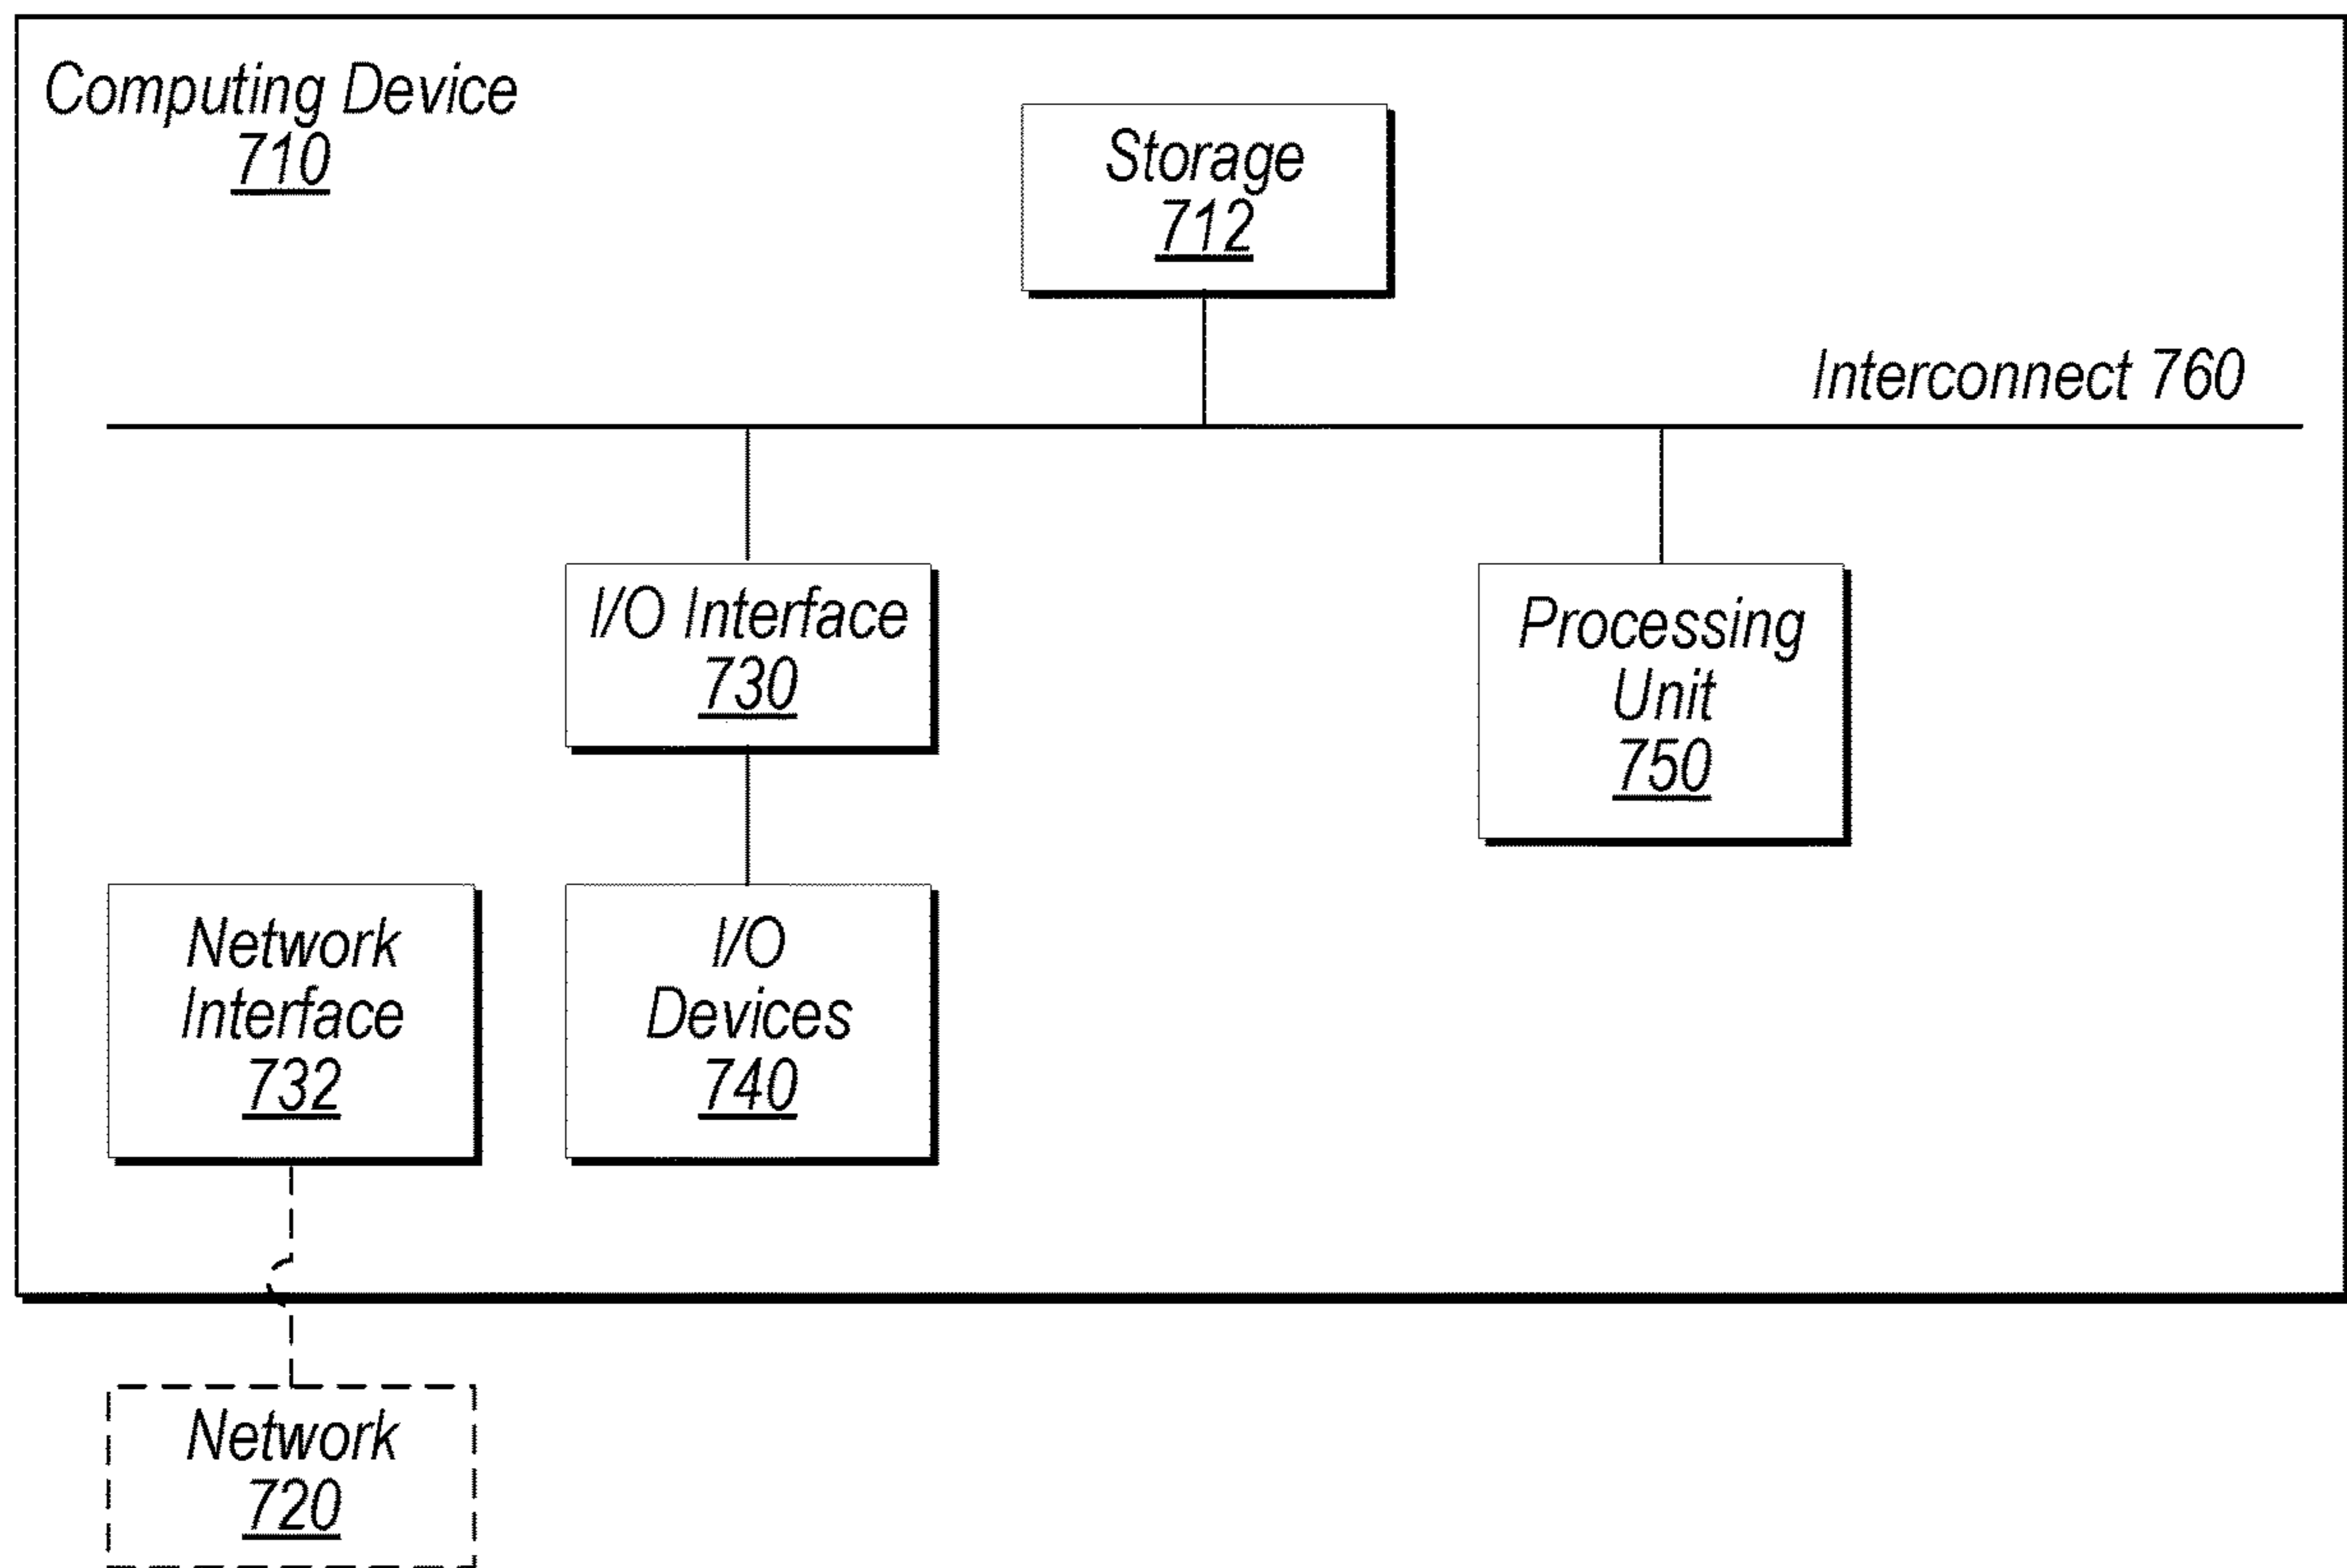 Computing Device
710
Storage
712
Interconnect 760
I/O Interface
730
Processing
Unit
750
Network
Interface
732
I/O
Devices
740
Network
720